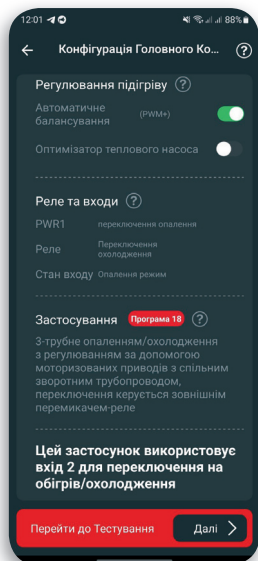 12:01 88%
← Конфігурація Головного Ко... ?
Регулювання підігріву ?
Автоматичне
балансування (PWM+)
Оптимізатор теплового насоса
Реле та входи ?
PWR1 переключення опалення
Реле Переключення
охолодження
Стан входу Опалення режим
Застосування Програма 18 ?
3-трубне опаленням/охолодження
з регулюванням за допомогою
моторизованих приводів з спільним
зворотним трубопроводом,
переключення керується зовнішнім
перемикачем-реле
Цей застосунок використовує
вхід 2 для переключення на
обігрів/охолодження
Перейти до Тестування Далі >